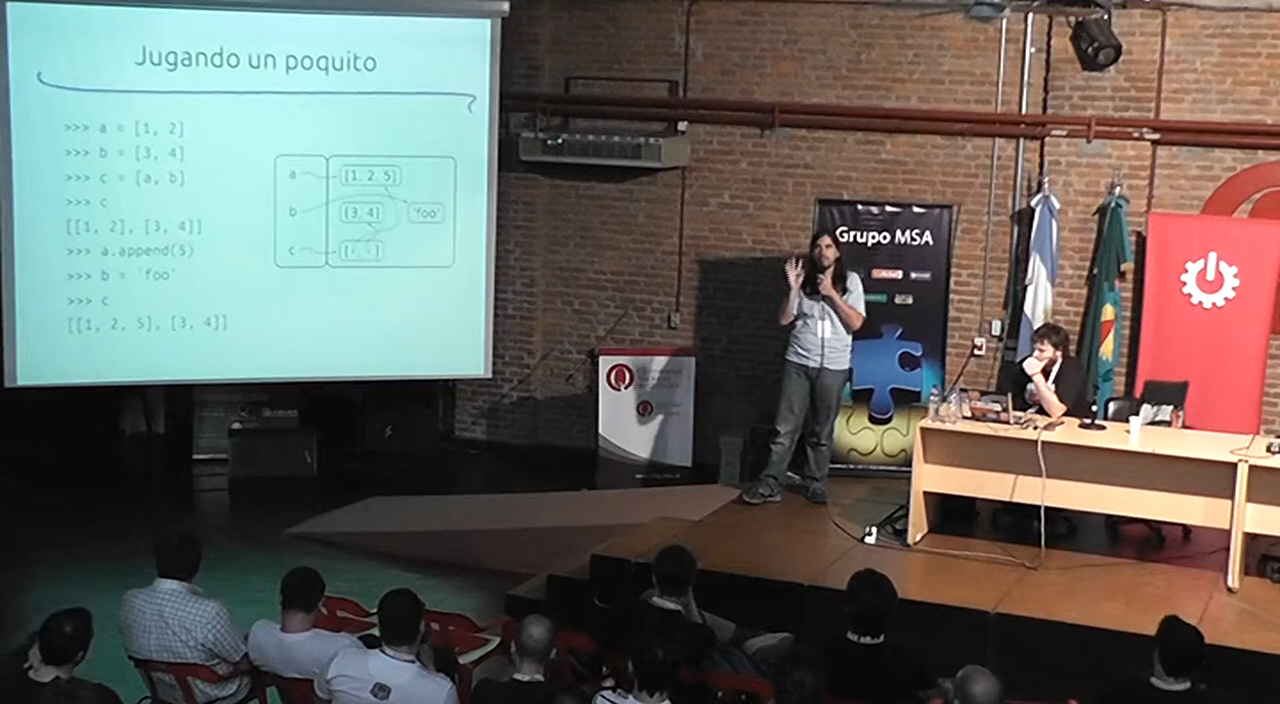 Jugando un poquito
>>> a = [1, 2]
>>> b = [3, 4]
>>> c = [a, b]
>>> c
[[1, 2], [3, 4]]
>>> a.append(5)
>>> b = 'foo'
>>> c
[[1, 2, 5], [3, 4]]
a
[1, 2, 5]
b
[3, 4]
'foo'
c
Grupo MSA